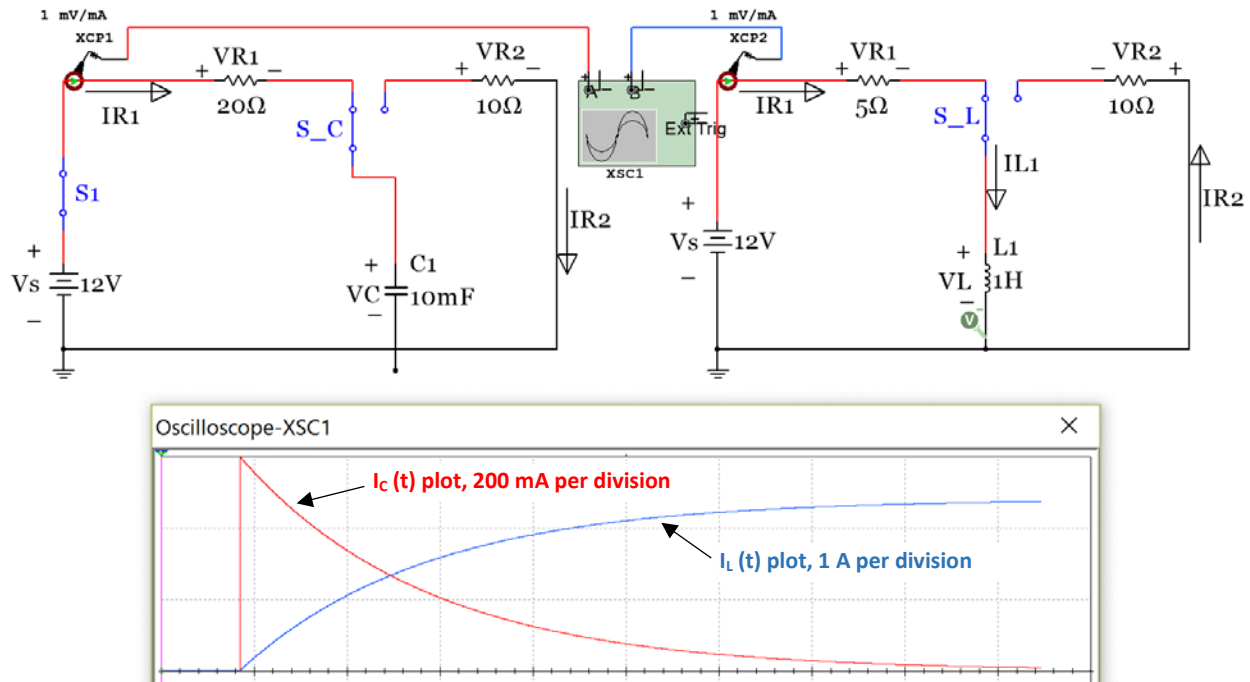 1 mV/mA
XCP1
+ VR1 −
20Ω
IR1
S_C
+ VR2 −
10Ω
IR2
S1
+
Vs 12V
−
+ C1
VC 10mF
−
A B
+ −
+ −
Ext Trig
+ −
XSC1
1 mV/mA
XCP2
+ VR1 −
5Ω
IR1
S_L
− VR2 +
10Ω
IL1
IR2
+
Vs 12V
−
+ L1
VL 1H
−
V
Oscilloscope-XSC1
I_C (t) plot, 200 mA per division
I_L (t) plot, 1 A per division